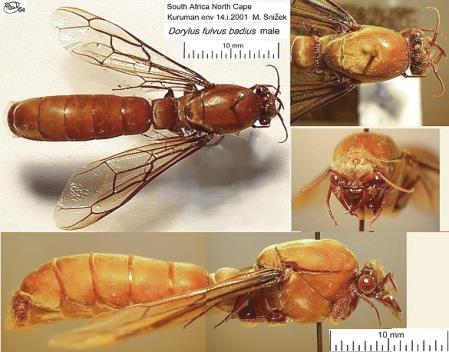 South Africa North Cape
Kuruman env 14.i.2001 M. Snižek
Dorylus fulvus badius male
10 mm
10 mm